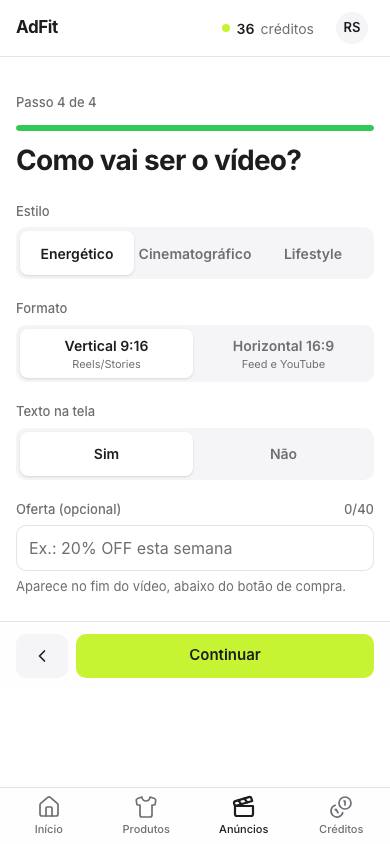 AdFit
36 créditos
RS
Passo 4 de 4
Como vai ser o vídeo?
Estilo
Energético Cinematográfico Lifestyle
Formato
Vertical 9:16 Horizontal 16:9
Reels/Stories Feed e YouTube
Texto na tela
Sim Não
Oferta (opcional) 0/40
Ex.: 20% OFF esta semana
Aparece no fim do vídeo, abaixo do botão de compra.
Continuar
Início Produtos Anúncios Créditos